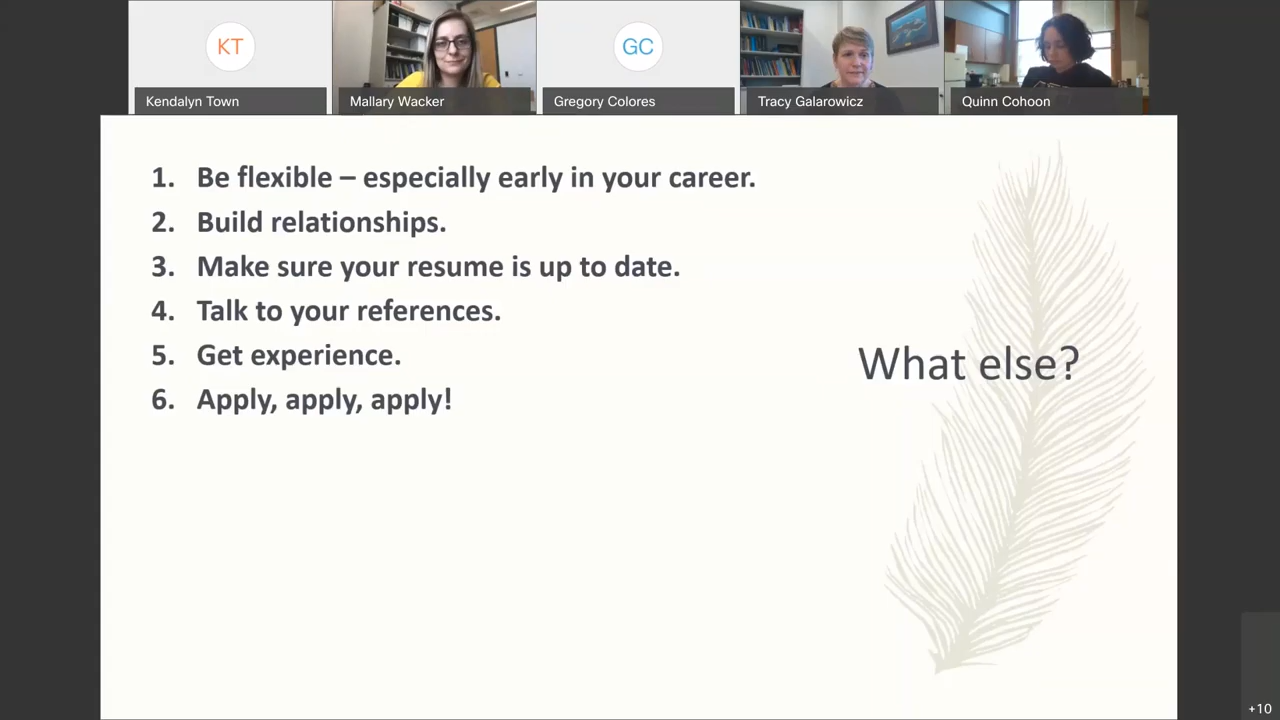 KT
GC
Kendalyn Town
Mallary Wacker
Gregory Colores
Tracy Galarowicz
Quinn Cohoon
1. Be flexible – especially early in your career.
2. Build relationships.
3. Make sure your resume is up to date.
4. Talk to your references.
5. Get experience.
6. Apply, apply, apply!
What else?
+10